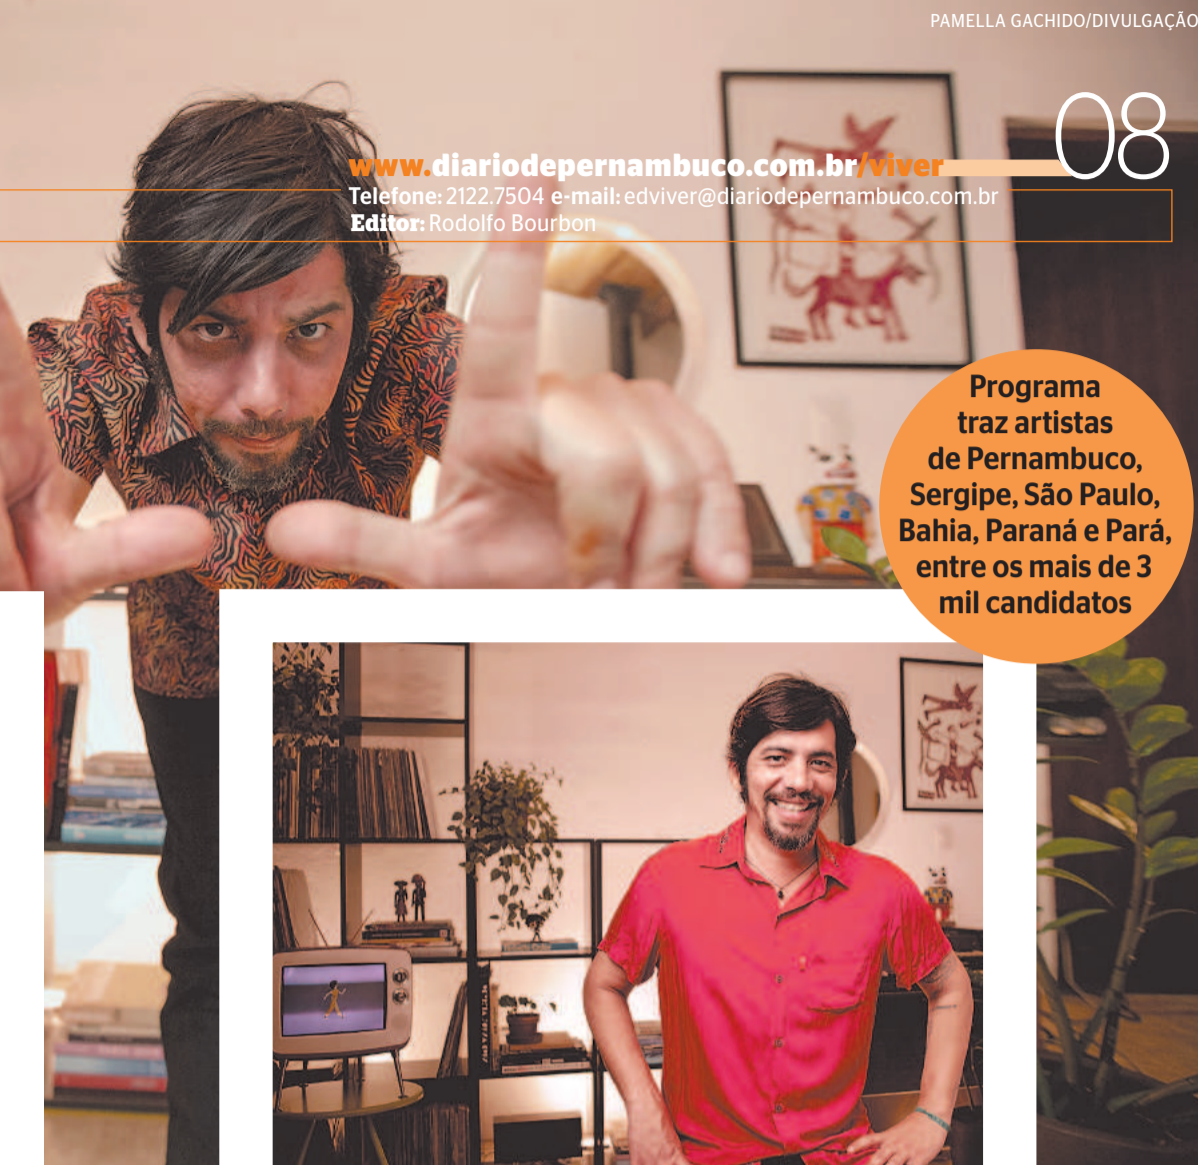 PAMELLA GACHIDO/DIVULGAÇÃO
08
www.diariodepernambuco.com.br/viver
Telefone: 2122.7504 e-mail: edviver@diariodepernambuco.com.br
Editor: Rodolfo Bourbon
Programa
traz artistas
de Pernambuco,
Sergipe, São Paulo,
Bahia, Paraná e Pará,
entre os mais de 3
mil candidatos